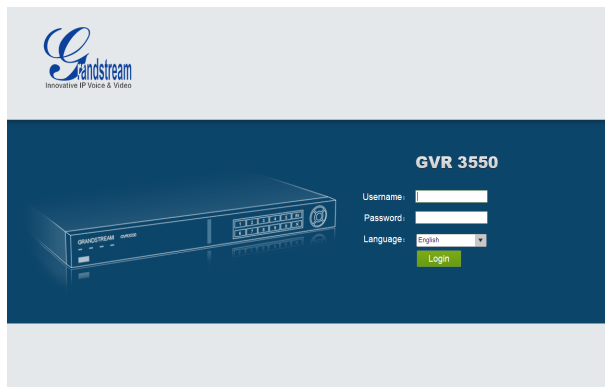 Grandstream
Innovative IP Voice & Video
GVR 3550
Username:
Password:
Language: English
Login
GRANDSTREAM